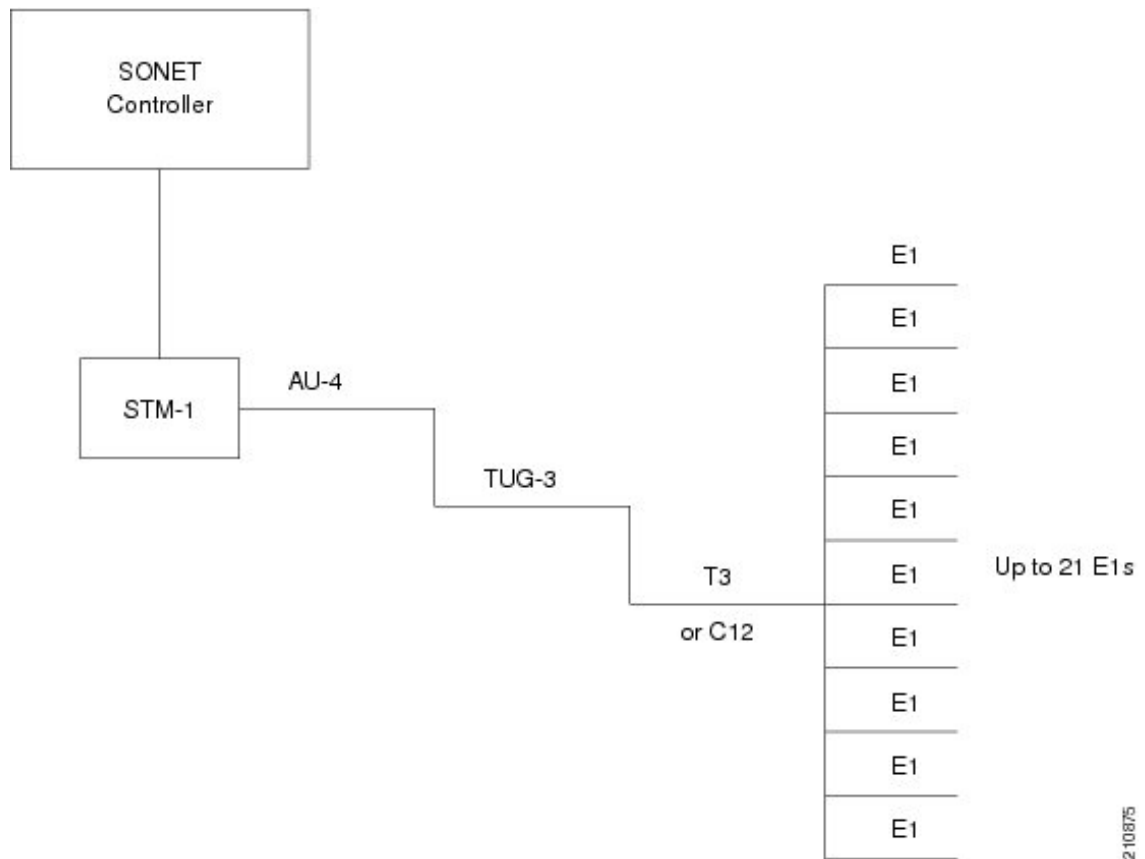 SONET
Controller
STM-1
AU-4
TUG-3
T3
or C12
E1
E1
E1
E1
E1
E1
E1
E1
E1
E1
Up to 21 E1s
210875